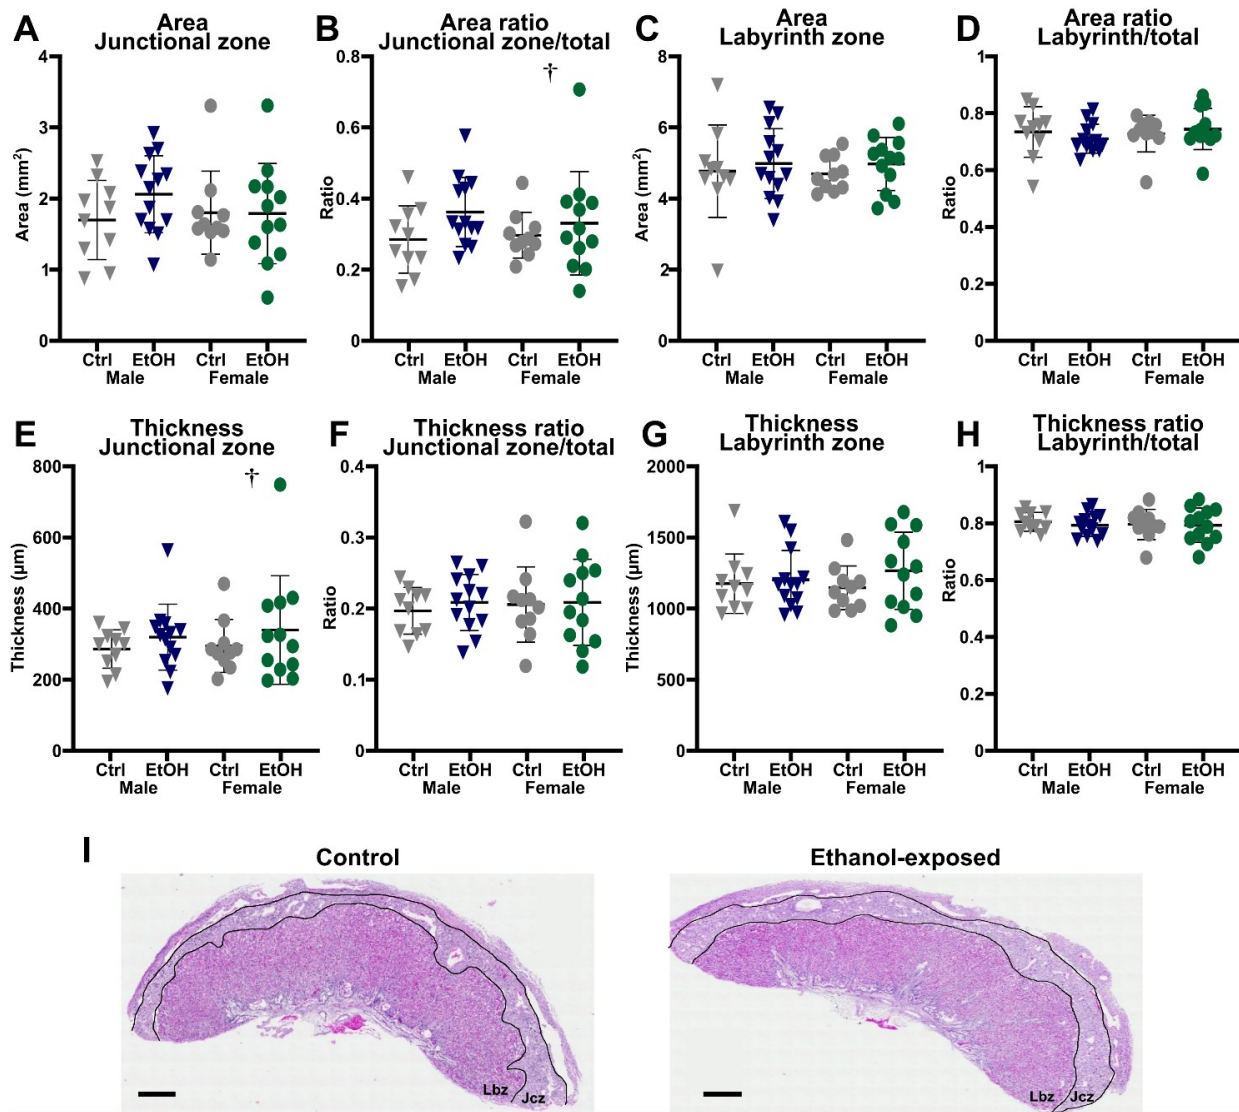 A
Area
Junctional zone
Area (mm²)
4
3
2
1
0
Ctrl EtOH Ctrl EtOH
Male Female
B
Area ratio
Junctional zone/total
†
Ratio
0.8
0.6
0.4
0.2
0
Ctrl EtOH Ctrl EtOH
Male Female
C
Area
Labyrinth zone
Area (mm²)
8
6
4
2
0
Ctrl EtOH Ctrl EtOH
Male Female
D
Area ratio
Labyrinth/total
Ratio
1
0.8
0.6
0.4
0.2
0
Ctrl EtOH Ctrl EtOH
Male Female
E
Thickness
Junctional zone
†
Thickness (µm)
800
600
400
200
0
Ctrl EtOH Ctrl EtOH
Male Female
F
Thickness ratio
Junctional zone/total
Ratio
0.4
0.3
0.2
0.1
0
Ctrl EtOH Ctrl EtOH
Male Female
G
Thickness
Labyrinth zone
Thickness (µm)
2000
1500
1000
500
0
Ctrl EtOH Ctrl EtOH
Male Female
H
Thickness ratio
Labyrinth/total
Ratio
1
0.8
0.6
0.4
0.2
0
Ctrl EtOH Ctrl EtOH
Male Female
I
Control
Lbz Jcz
Ethanol-exposed
Lbz Jcz